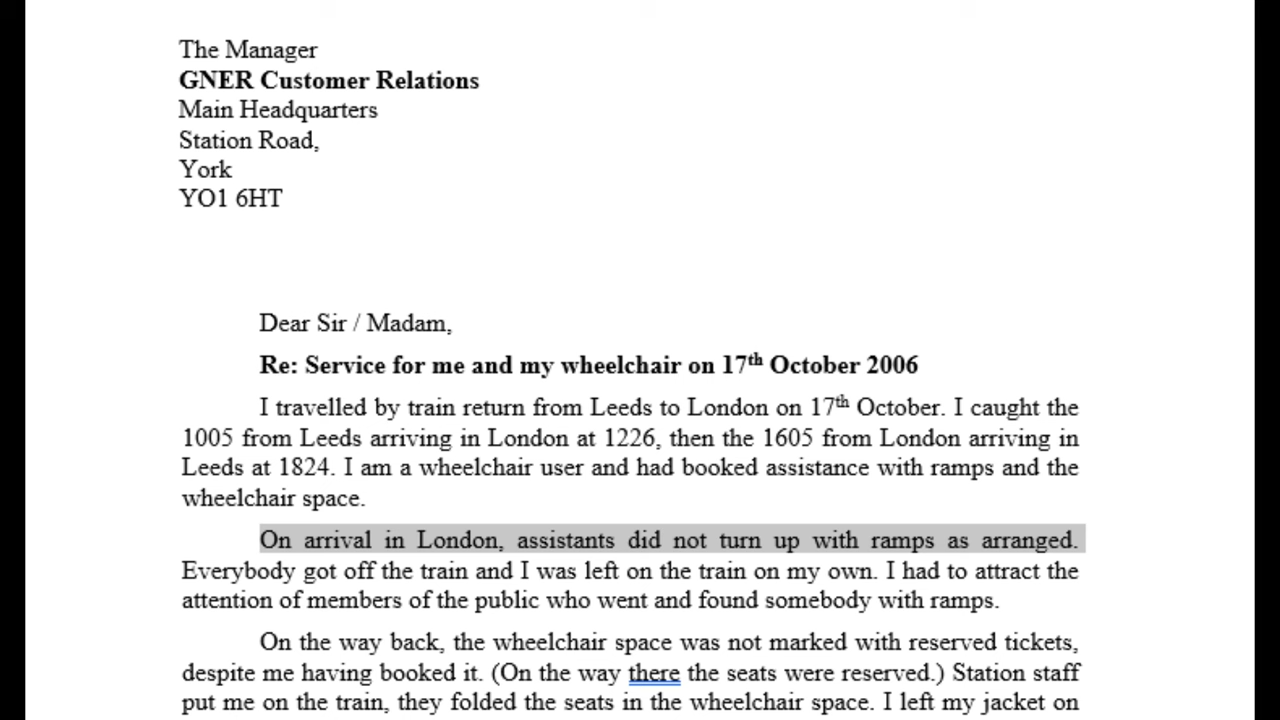 The Manager
GNER Customer Relations
Main Headquarters
Station Road,
York
YO1 6HT
Dear Sir / Madam,
Re: Service for me and my wheelchair on 17th October 2006
I travelled by train return from Leeds to London on 17th October. I caught the
1005 from Leeds arriving in London at 1226, then the 1605 from London arriving in
Leeds at 1824. I am a wheelchair user and had booked assistance with ramps and the
wheelchair space.
On arrival in London, assistants did not turn up with ramps as arranged.
Everybody got off the train and I was left on the train on my own. I had to attract the
attention of members of the public who went and found somebody with ramps.
On the way back, the wheelchair space was not marked with reserved tickets,
despite me having booked it. (On the way there the seats were reserved.) Station staff
put me on the train, they folded the seats in the wheelchair space. I left my jacket on